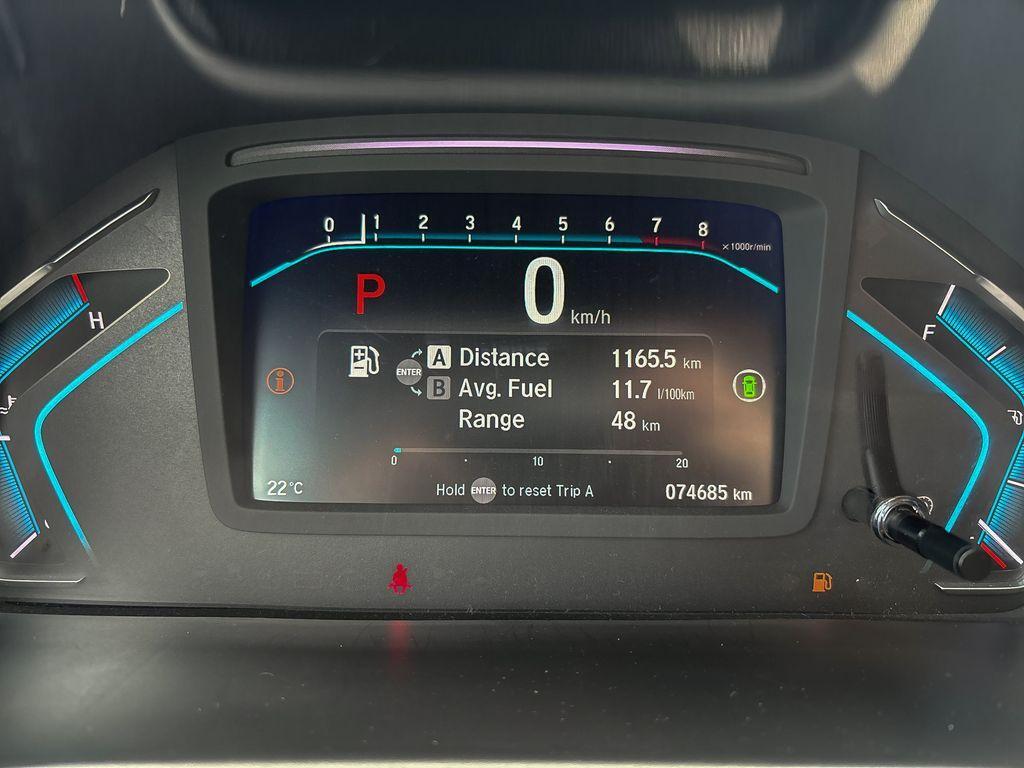 0 1 2 3 4 5 6 7 8
×1000r/min
P 0 km/h
H
F
ENTER A Distance 1165.5 km
B Avg. Fuel 11.7 l/100km
Range 48 km
i
0 10 20
22°C Hold ENTER to reset Trip A 074685 km